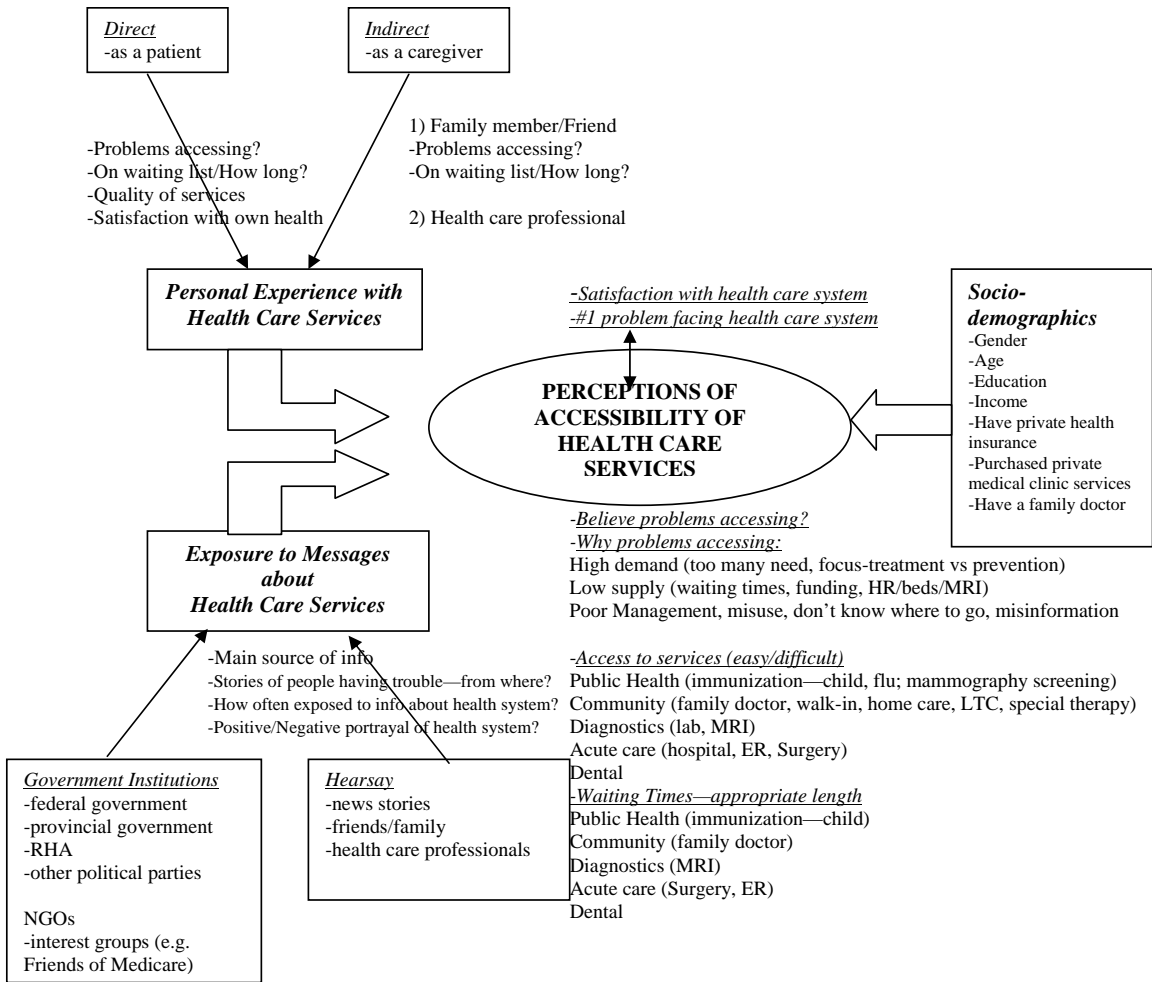 Direct
-as a patient
Indirect
-as a caregiver
-Problems accessing?
-On waiting list/How long?
-Quality of services
-Satisfaction with own health
1) Family member/Friend
-Problems accessing?
-On waiting list/How long?
2) Health care professional
Personal Experience with
Health Care Services
-Satisfaction with health care system
-#1 problem facing health care system
PERCEPTIONS OF
ACCESSIBILITY OF
HEALTH CARE
SERVICES
Socio-
demographics
-Gender
-Age
-Education
-Income
-Have private health
insurance
-Purchased private
medical clinic services
-Have a family doctor
Exposure to Messages
about
Health Care Services
-Believe problems accessing?
-Why problems accessing:
High demand (too many need, focus-treatment vs prevention)
Low supply (waiting times, funding, HR/beds/MRI)
Poor Management, misuse, don’t know where to go, misinformation
-Main source of info
-Stories of people having trouble—from where?
-How often exposed to info about health system?
-Positive/Negative portrayal of health system?
-Access to services (easy/difficult)
Public Health (immunization—child, flu; mammography screening)
Community (family doctor, walk-in, home care, LTC, special therapy)
Diagnostics (lab, MRI)
Acute care (hospital, ER, Surgery)
Dental
-Waiting Times—appropriate length
Public Health (immunization—child)
Community (family doctor)
Diagnostics (MRI)
Acute care (Surgery, ER)
Dental
Government Institutions
-federal government
-provincial government
-RHA
-other political parties
NGOs
-interest groups (e.g.
Friends of Medicare)
Hearsay
-news stories
-friends/family
-health care professionals